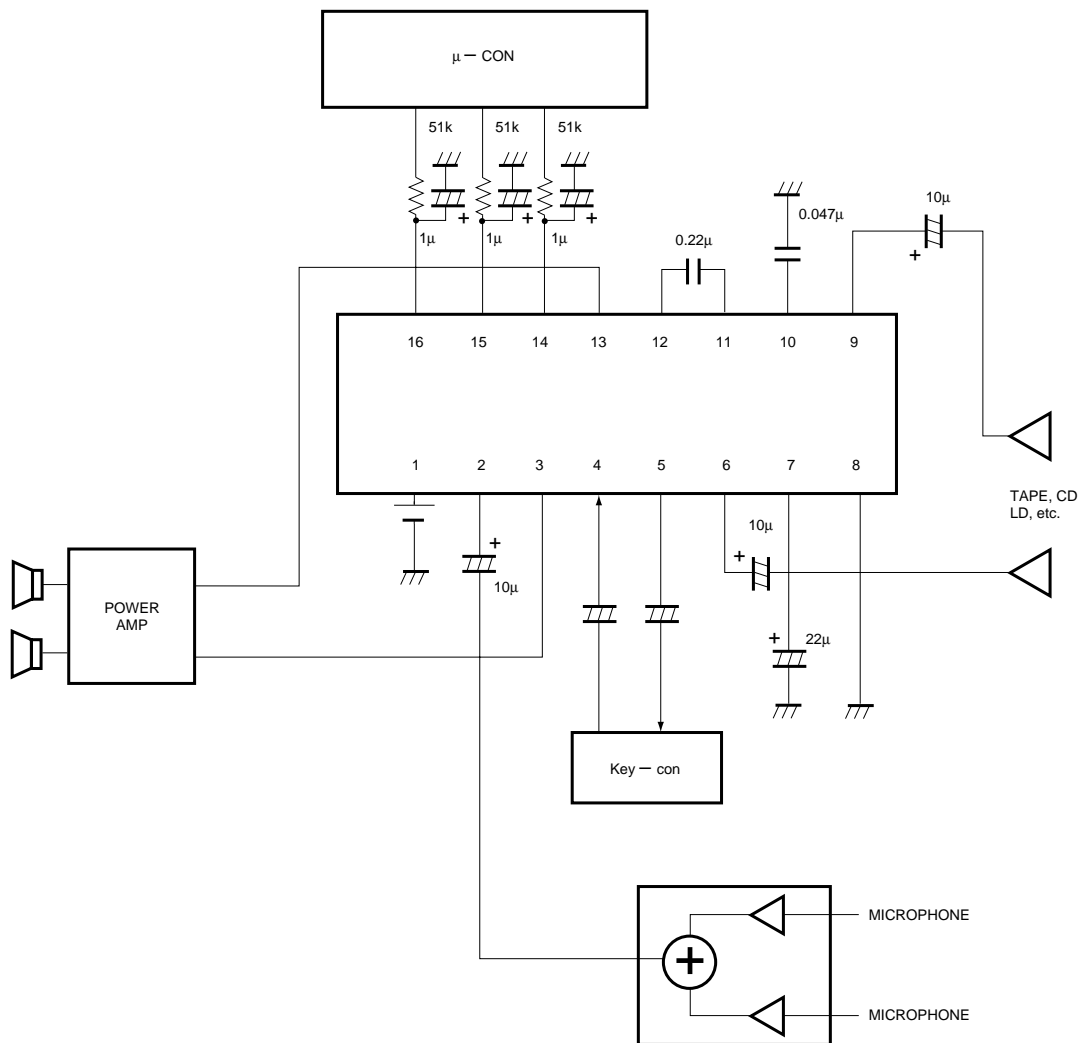 μ – CON
51k 51k 51k
+ + +
1μ 1μ 1μ
0.22μ
0.047μ
10μ
+
16 15 14 13 12 11 10 9
1 2 3 4 5 6 7 8
TAPE, CD
LD, etc.
+
10μ
10μ
+
+
22μ
POWER
AMP
Key – con
MICROPHONE
+
MICROPHONE